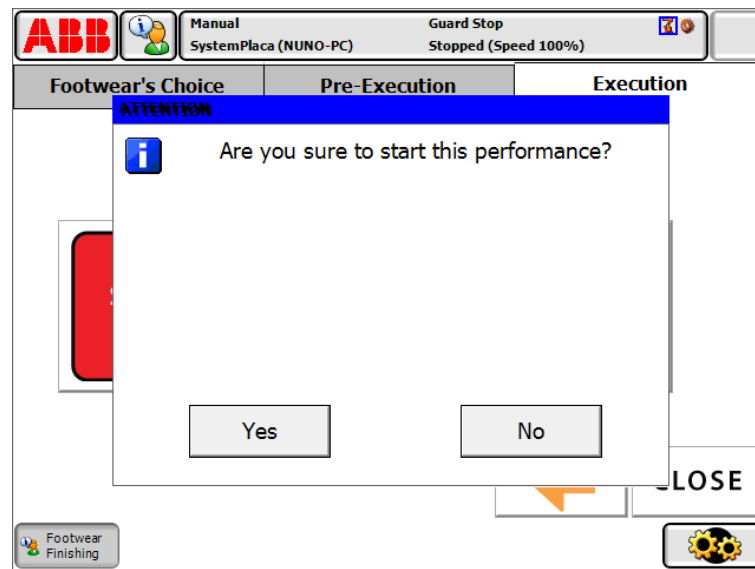 ABB
Manual
Guard Stop
SystemPlaca (NUNO-PC)
Stopped (Speed 100%)
Footwear's Choice
Pre-Execution
Execution
ATTENTION
Are you sure to start this performance?
Yes
No
CLOSE
Footwear
Finishing